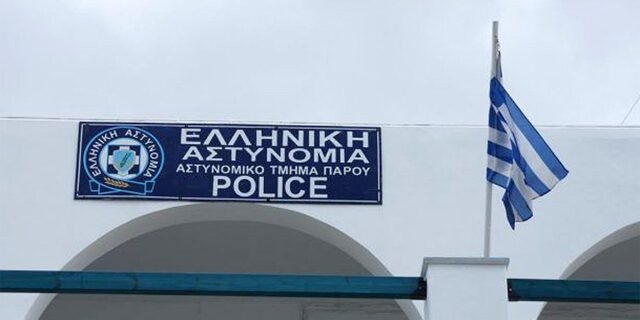 ΕΛΛΗΝΙΚΗ ΑΣΤΥΝΟΜΙΑ
ΕΛΛΗΝΙΚΗ
ΑΣΤΥΝΟΜΙΑ
ΑΣΤΥΝΟΜΙΚΟ ΤΜΗΜΑ ΠΑΡΟΥ
POLICE